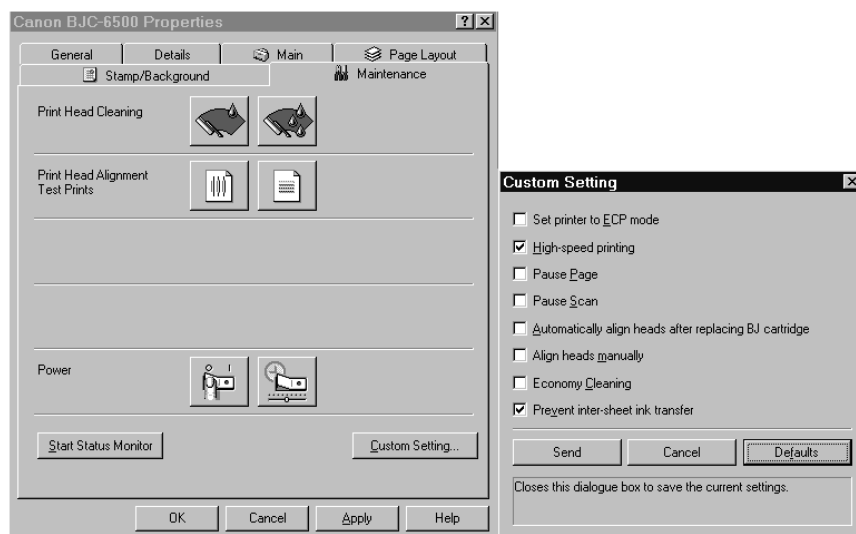 Canon BJC-6500 Properties
General Details Main Page Layout
Stamp/Background Maintenance
Print Head Cleaning
Print Head Alignment
Test Prints
Power
Start Status Monitor Custom Setting...
OK Cancel Apply Help
Custom Setting
Set printer to ECP mode
High-speed printing
Pause Page
Pause Scan
Automatically align heads after replacing BJ cartridge
Align heads manually
Economy Cleaning
Prevent inter-sheet ink transfer
Send Cancel Defaults
Closes this dialogue box to save the current settings.